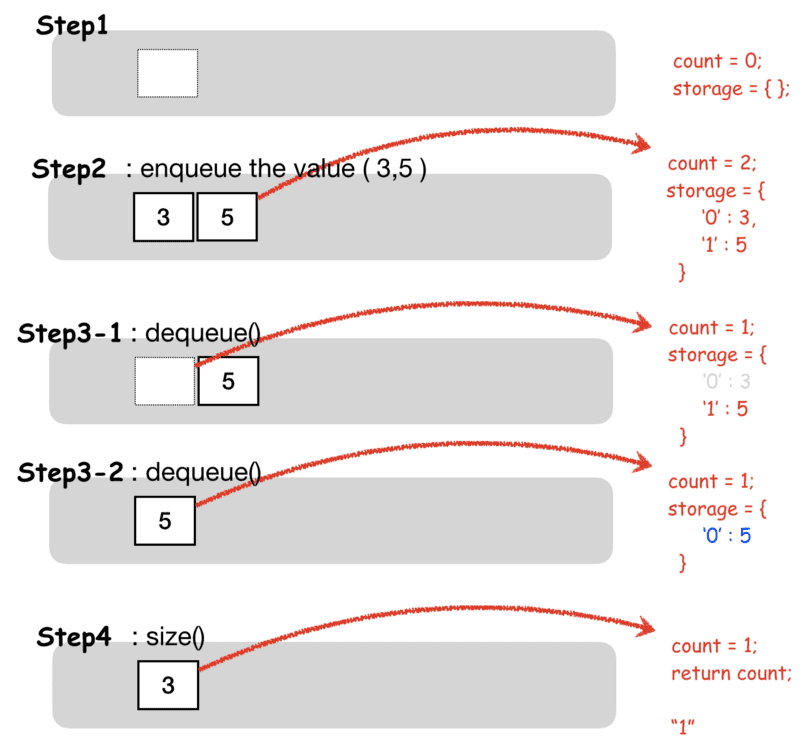 Step1
count = 0;
storage = { };
Step2 : enqueue the value ( 3,5 )
3 5
count = 2;
storage = {
‘0’ : 3,
‘1’ : 5
}
Step3-1 : dequeue()
5
count = 1;
storage = {
‘0’ : 3
‘1’ : 5
}
Step3-2 : dequeue()
5
count = 1;
storage = {
‘0’ : 5
}
Step4 : size()
3
count = 1;
return count;
“1”